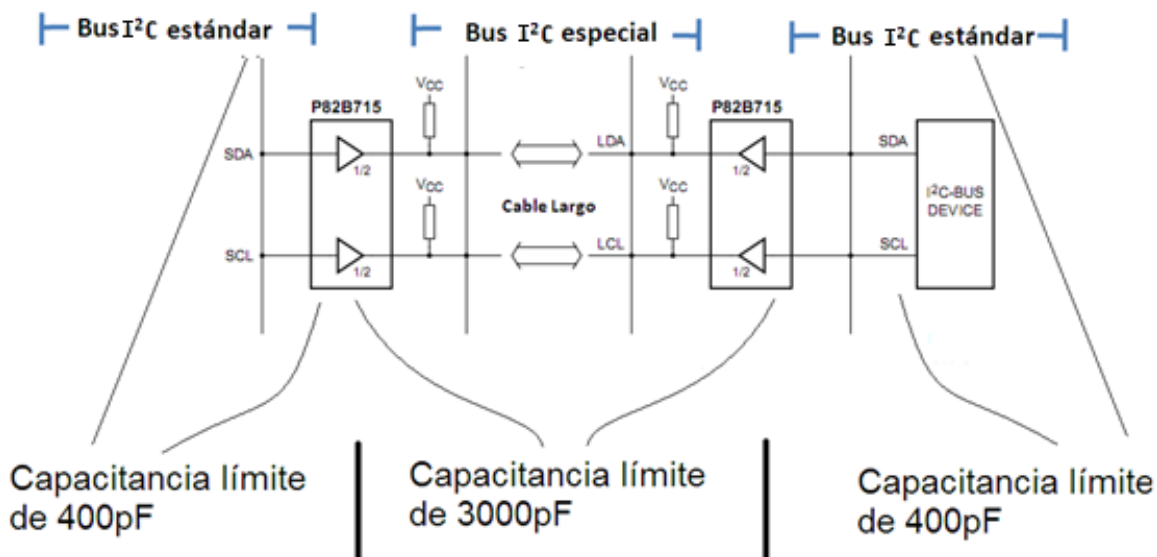 Bus I²C estándar
Bus I²C especial
Bus I²C estándar
P82B715
VCC
VCC
P82B715
SDA
1/2
LDA
1/2
SDA
VCC
VCC
I²C-BUS
DEVICE
Cable Largo
SCL
1/2
LCL
1/2
SCL
Capacitancia límite
de 400pF
Capacitancia límite
de 3000pF
Capacitancia límite
de 400pF